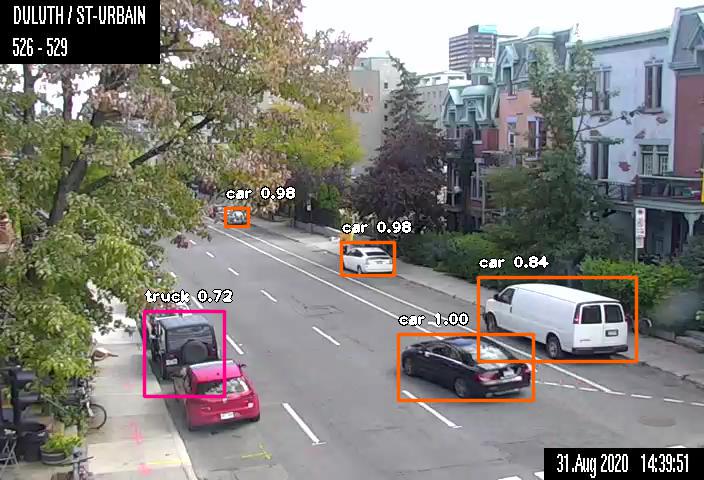 DULUTH / ST-URBAIN
526 - 529
car 0.98
car 0.98
car 0.84
truck 0.72
car 1.00
31.Aug 2020 14:39:51